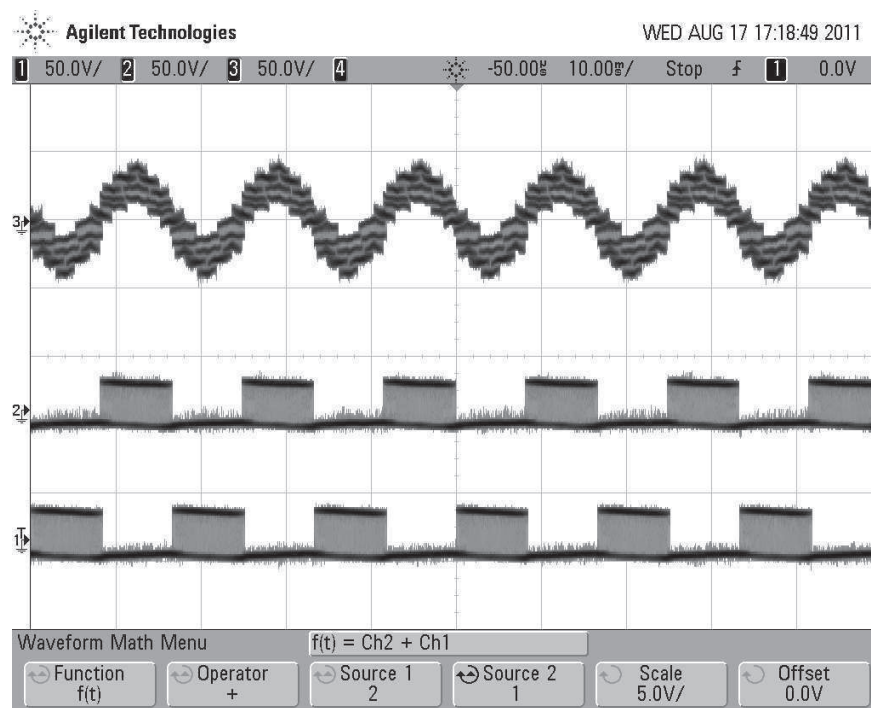 Agilent Technologies WED AUG 17 17:18:49 2011
1 50.0V/ 2 50.0V/ 3 50.0V/ 4 -50.00 10.00 / Stop 1 0.0V
3
2
1
Waveform Math Menu f(t) = Ch2 + Ch1
Function Operator Source 1 Source 2 Scale Offset
f(t) + 2 1 5.0V/ 0.0V